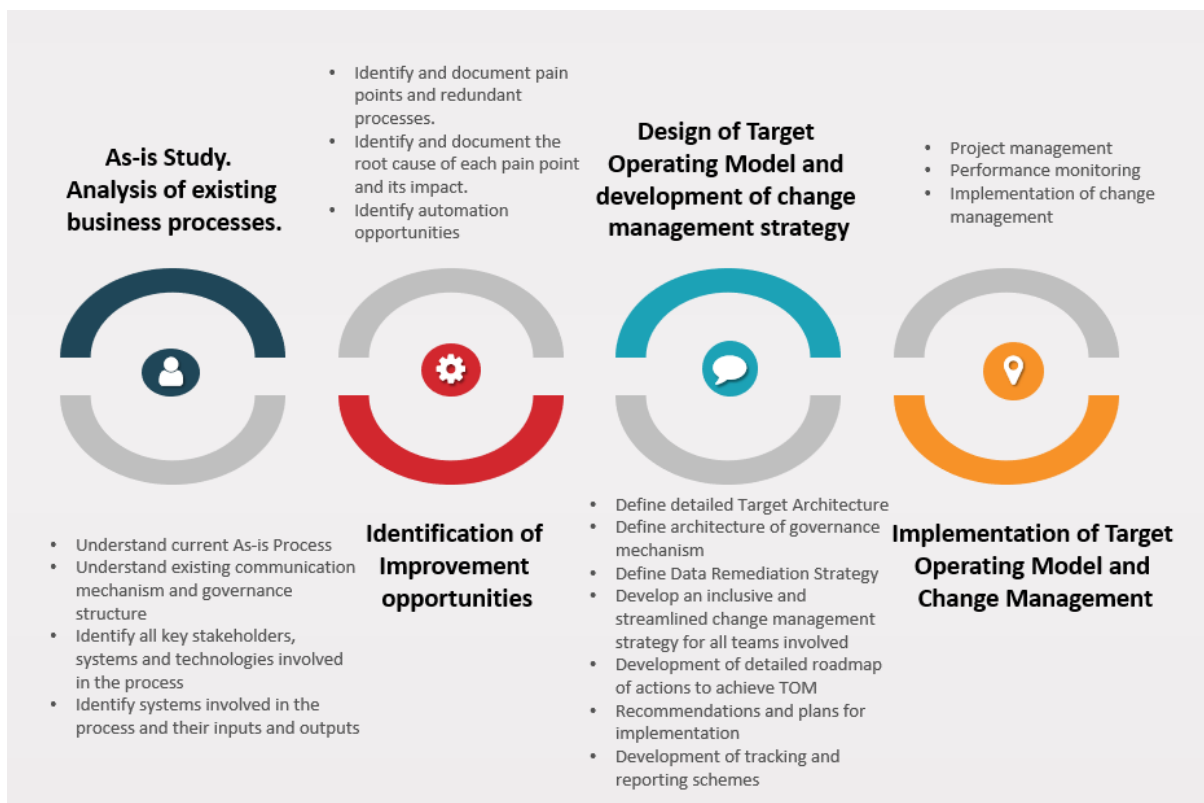 As-is Study.
Analysis of existing
business processes.
• Understand current As-is Process
• Understand existing communication
mechanism and governance
structure
• Identify all key stakeholders,
systems and technologies involved
in the process
• Identify systems involved in the
process and their inputs and outputs
• Identify and document pain
points and redundant
processes.
• Identify and document the
root cause of each pain point
and its impact.
• Identify automation
opportunities
Identification of
Improvement
opportunities
Design of Target
Operating Model and
development of change
management strategy
• Define detailed Target Architecture
• Define architecture of governance
mechanism
• Define Data Remediation Strategy
• Develop an inclusive and
streamlined change management
strategy for all teams involved
• Development of detailed roadmap
of actions to achieve TOM
• Recommendations and plans for
implementation
• Development of tracking and
reporting schemes
• Project management
• Performance monitoring
• Implementation of change
management
Implementation of Target
Operating Model and
Change Management